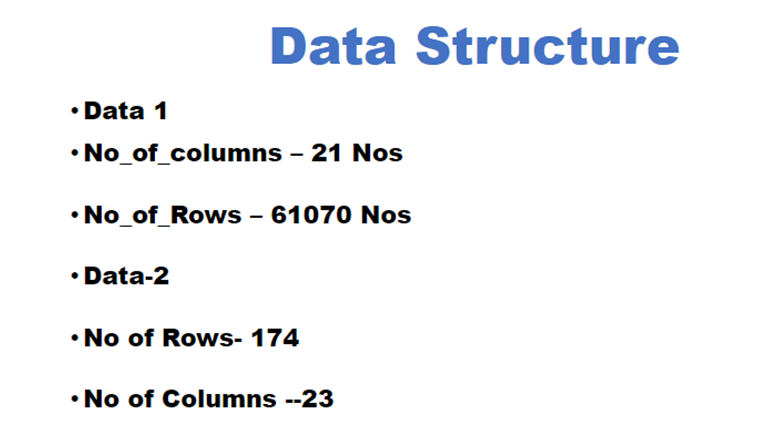 Data Structure
• Data 1
• No_of_columns – 21 Nos
• No_of_Rows – 61070 Nos
• Data-2
• No of Rows- 174
• No of Columns --23